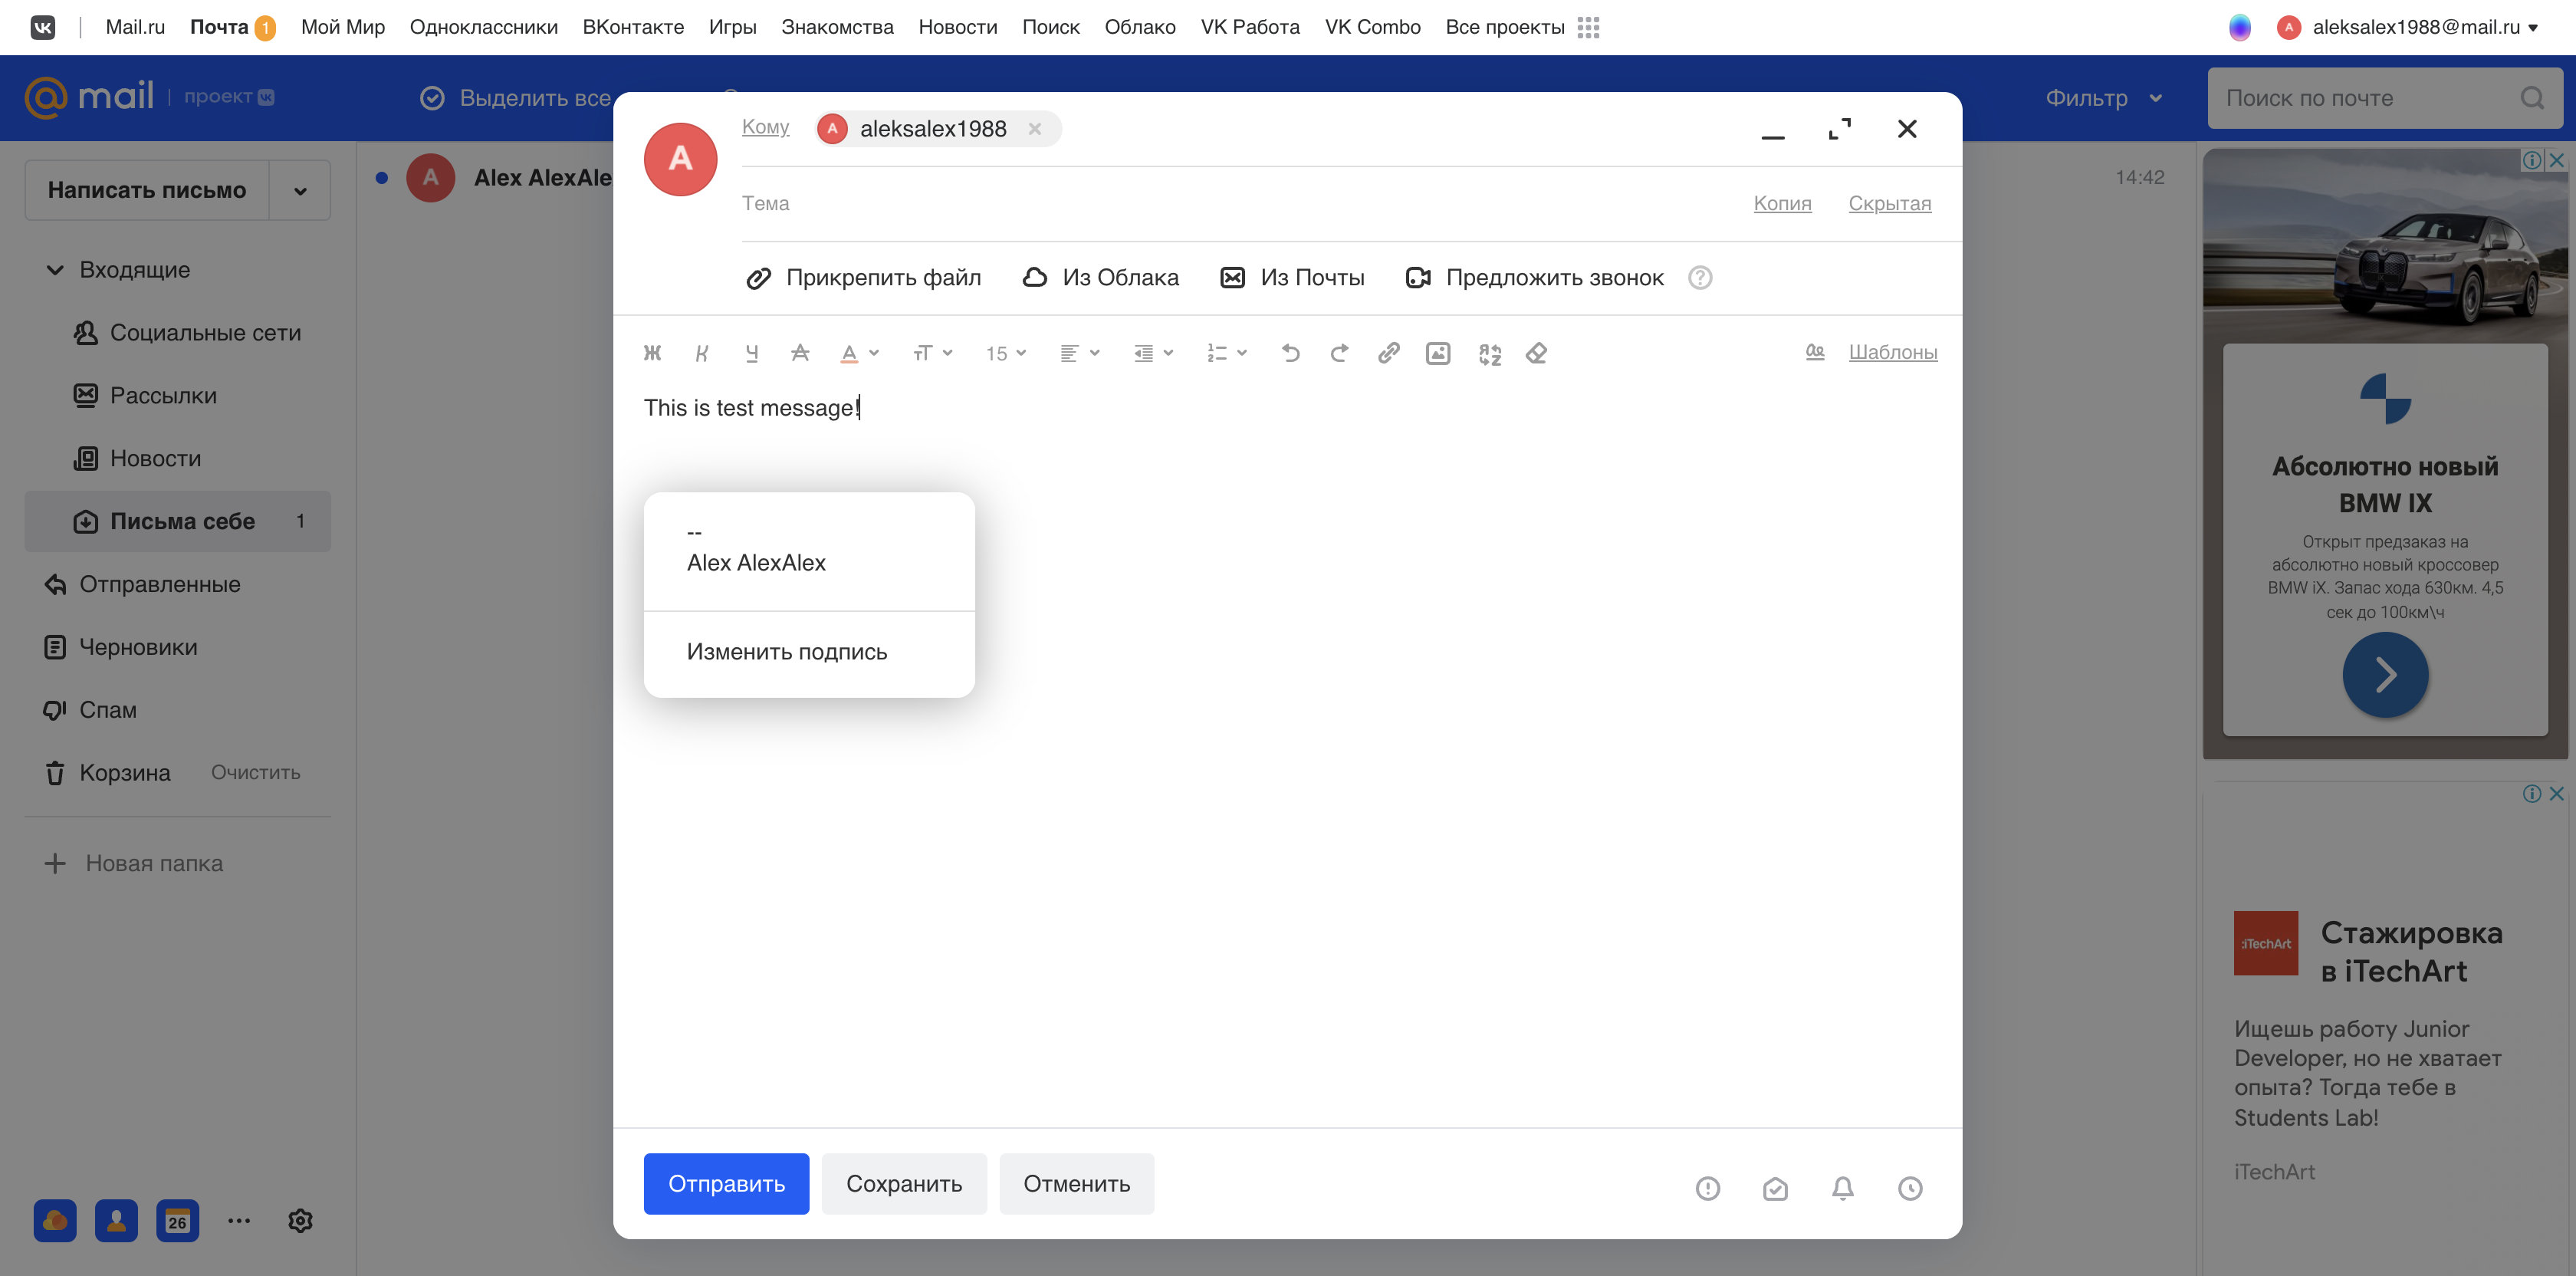 Mail.ru
Почта 1
Мой Мир
Одноклассники
ВКонтакте
Игры
Знакомства
Новости
Поиск
Облако
VK Работа
VK Combo
Все проекты
A
aleksalex1988@mail.ru
@mail
проект
Выделить все
Фильтр
Поиск по почте
Написать письмо
Входящие
Социальные сети
Рассылки
Новости
Письма себе 1
Отправленные
Черновики
Спам
Корзина Очистить
Новая папка
26
A
Alex AlexAle
14:42
A
Кому
A
aleksalex1988
Тема
Копия
Скрытая
Прикрепить файл
Из Облака
Из Почты
Предложить звонок
Ж К Ч А А тТ 15
Шаблоны
This is test message!
--
Alex AlexAlex
Изменить подпись
Отправить
Сохранить
Отменить
Абсолютно новый
BMW IX
Открыт предзаказ на
абсолютно новый кроссовер
BMW iX. Запас хода 630км. 4,5
сек до 100км\ч
iTechArt
Стажировка
в iTechArt
Ищешь работу Junior
Developer, но не хватает
опыта? Тогда тебе в
Students Lab!
iTechArt